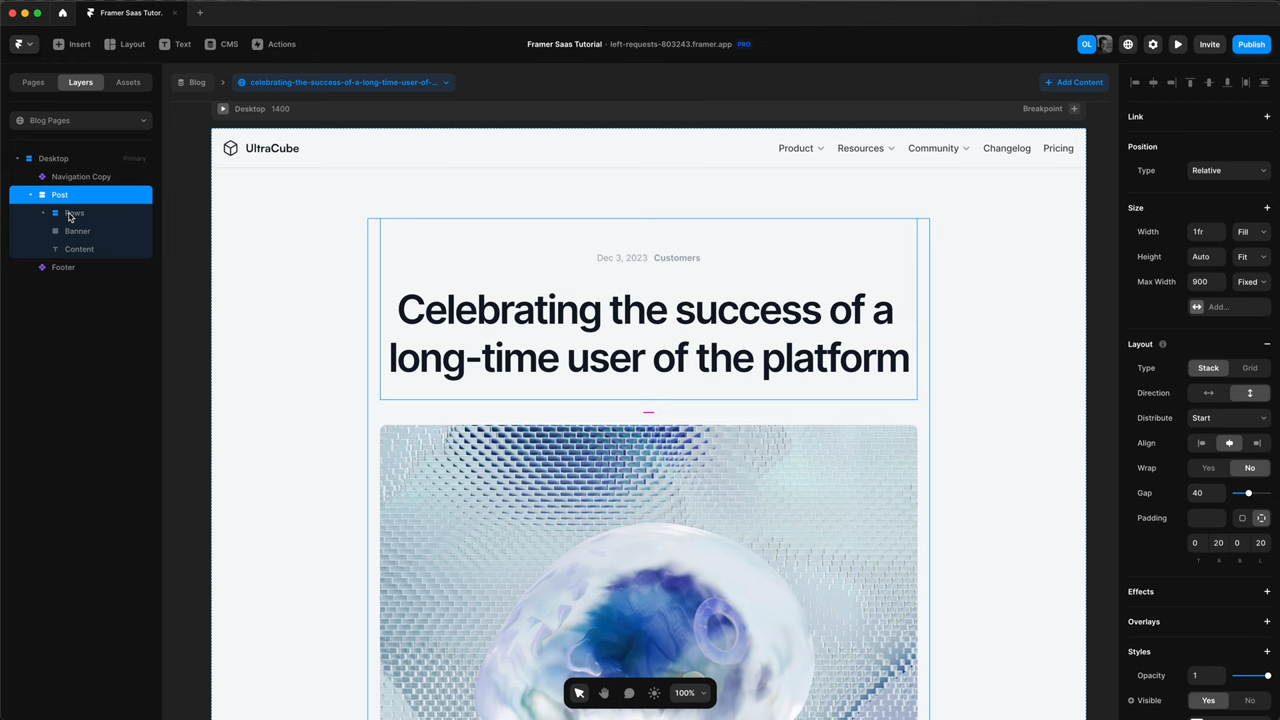 Framer Saas Tutor.
Insert
Layout
Text
CMS
Actions
Framer Saas Tutorial · left-requests-803243.framer.app PRO
OL
Invite
Publish
Pages
Layers
Assets
Blog
celebrating-the-success-of-a-long-time-user-of-...
Add Content
Blog Pages
Desktop 1400
Breakpoint
Desktop
Primary
Navigation Copy
Post
Rows
Banner
Content
Footer
UltraCube
Product
Resources
Community
Changelog
Pricing
Dec 3, 2023 Customers
Celebrating the success of a
long-time user of the platform
100%
Link
Position
Type
Relative
Size
Width
1fr
Fill
Height
Auto
Fit
Max Width
900
Fixed
Add...
Layout
Type
Stack
Grid
Direction
Distribute
Start
Align
Wrap
Yes
No
Gap
40
Padding
0 20 0 20
T R B L
Effects
Overlays
Styles
Opacity
1
Visible
Yes
No